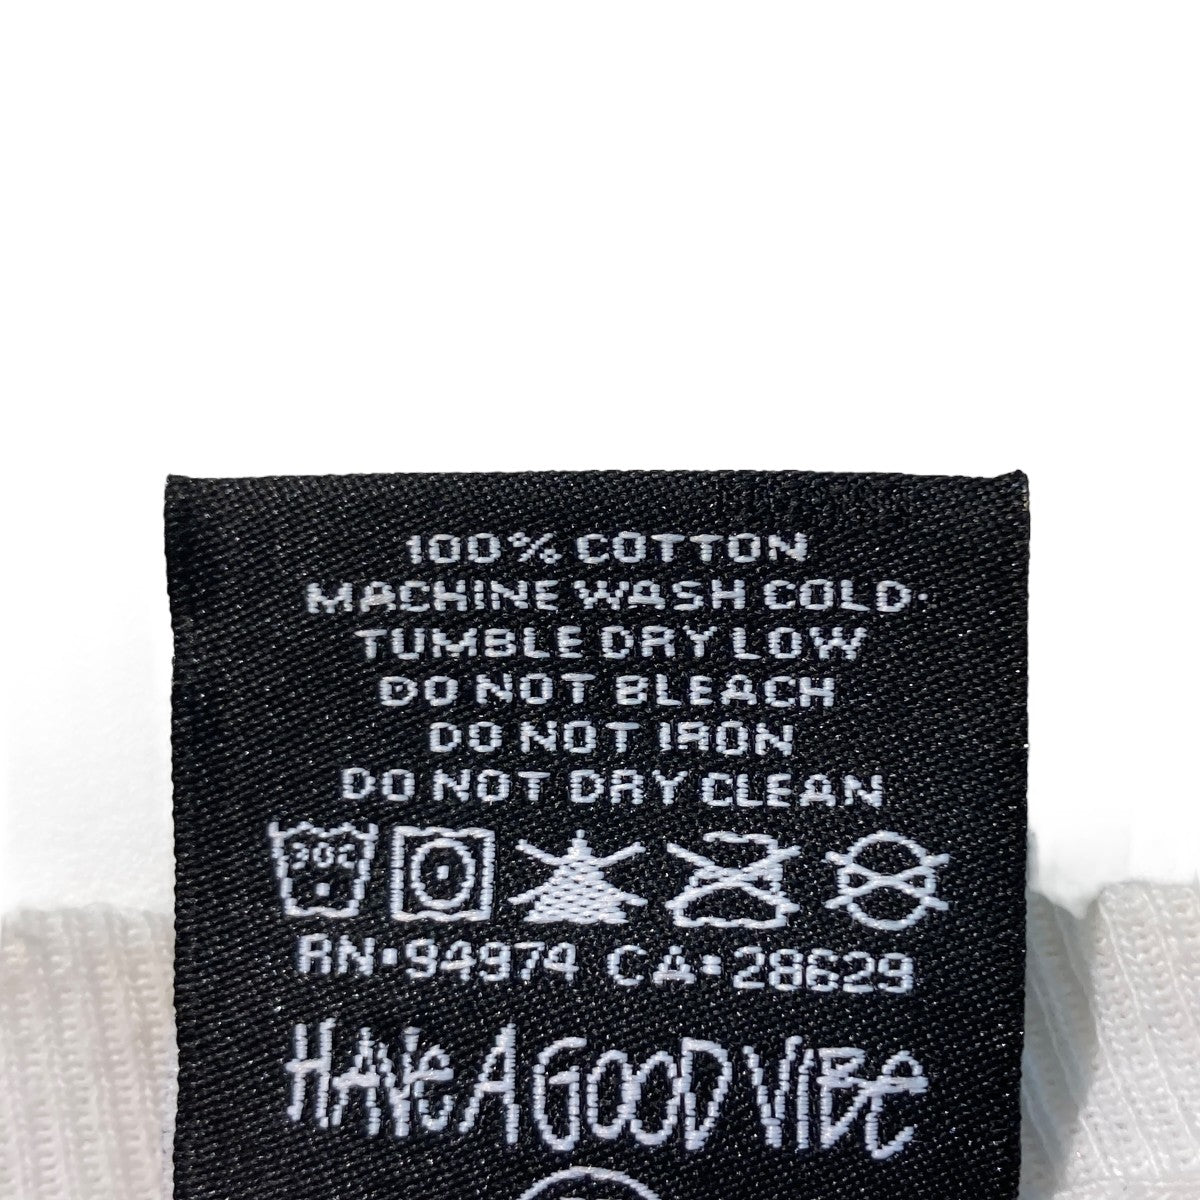 100% COTTON
MACHINE WASH COLD.
TUMBLE DRY LOW
DO NOT BLEACH
DO NOT IRON
DO NOT DRY CLEAN
30C
RN•94974 CA•28629
HAVE A GOOD VIBE